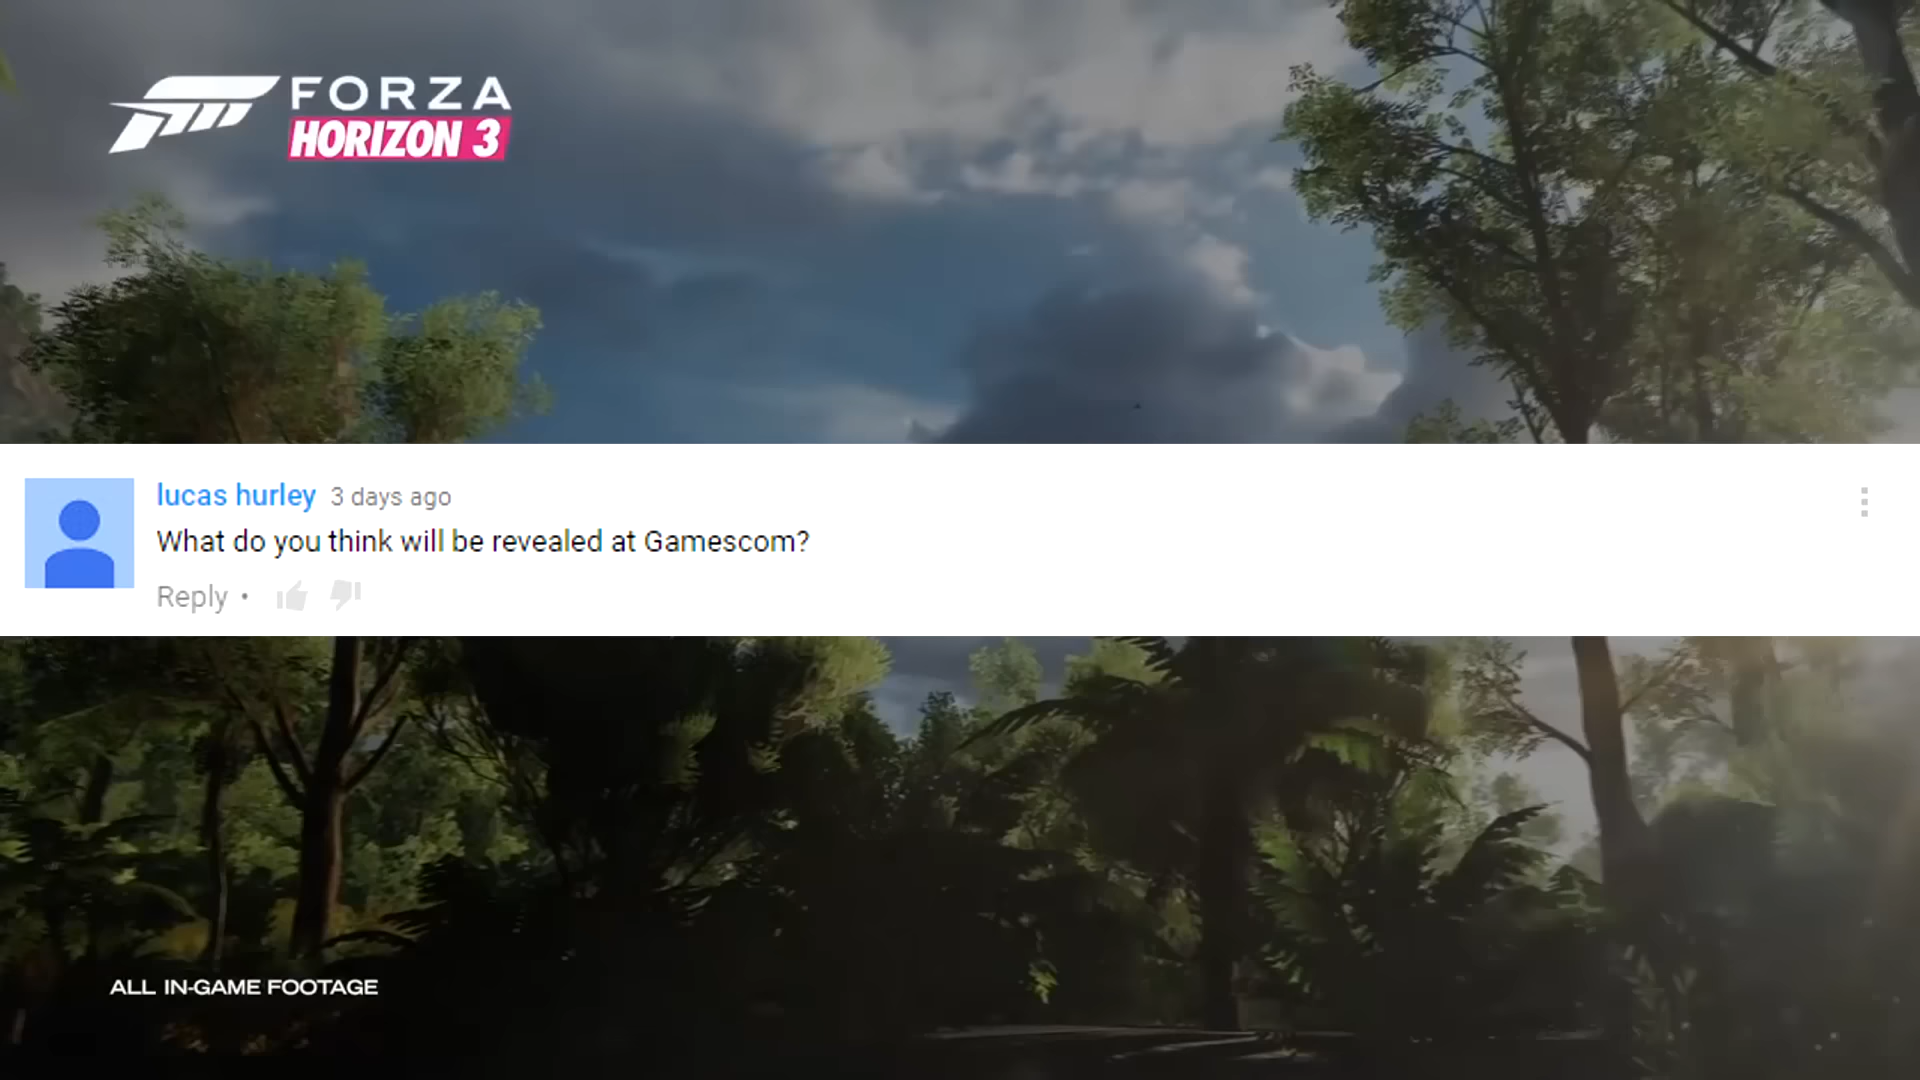 FORZA
HORIZON 3
lucas hurley 3 days ago
What do you think will be revealed at Gamescom?
Reply •
ALL IN-GAME FOOTAGE